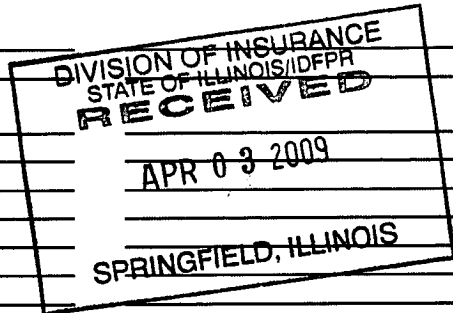 DIVISION OF INSURANCE
STATE OF ILLINOIS/IDFPR
RECEIVED
APR 03 2009
SPRINGFIELD, ILLINOIS